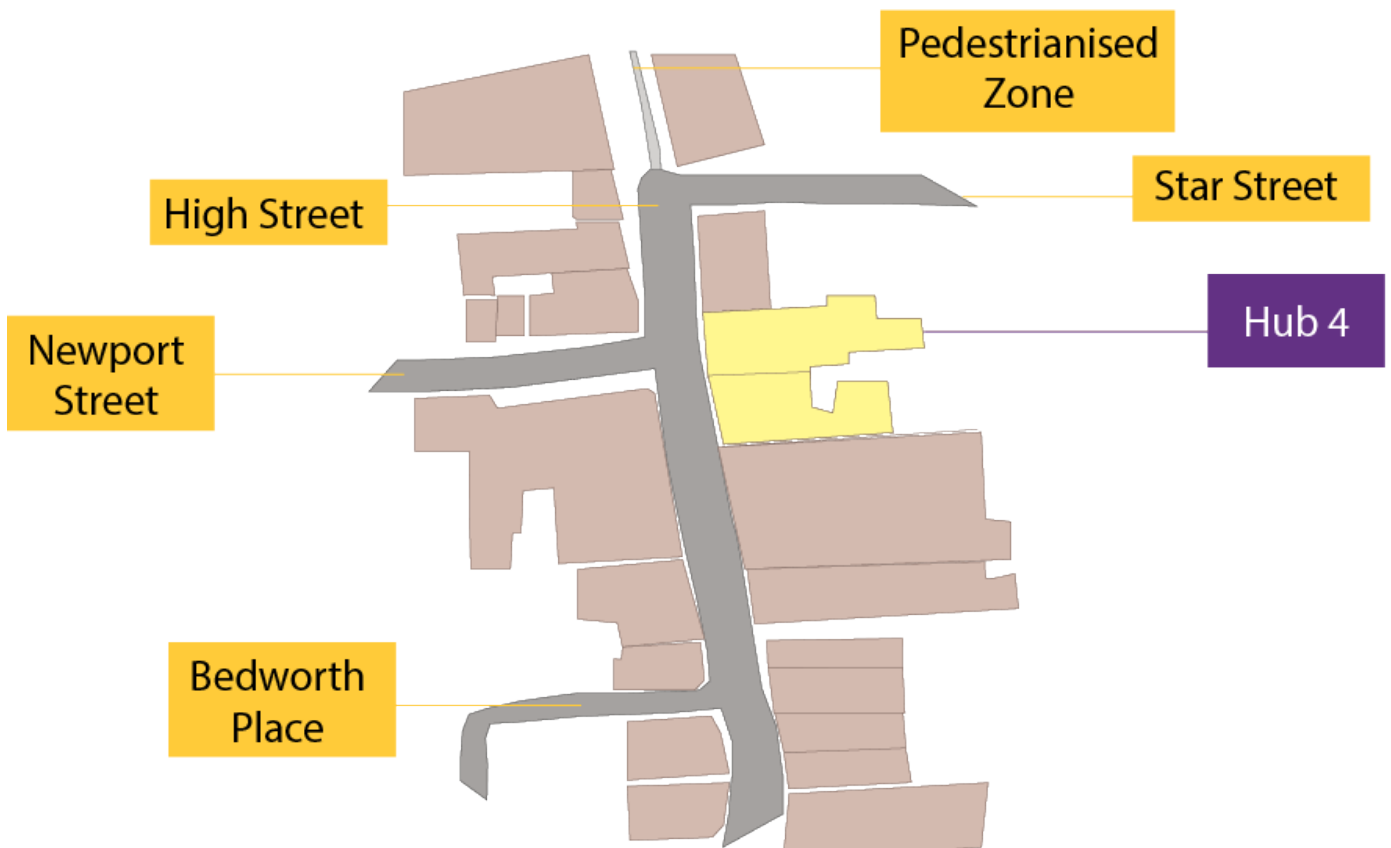 Pedestrianised
Zone
Star Street
High Street
Hub 4
Newport
Street
Bedworth
Place